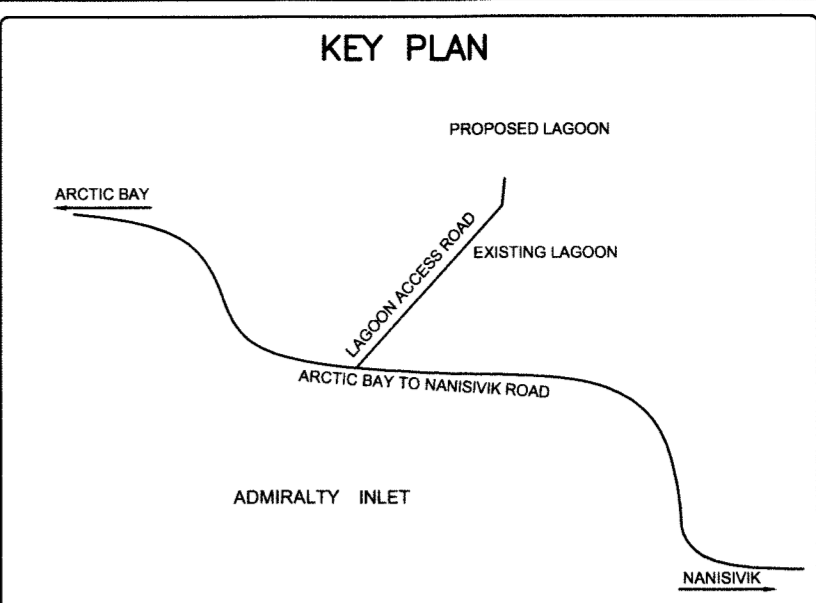 KEY PLAN
PROPOSED LAGOON
ARCTIC BAY
LAGOON ACCESS ROAD
EXISTING LAGOON
ARCTIC BAY TO NANISIVIK ROAD
ADMIRALTY INLET
NANISIVIK